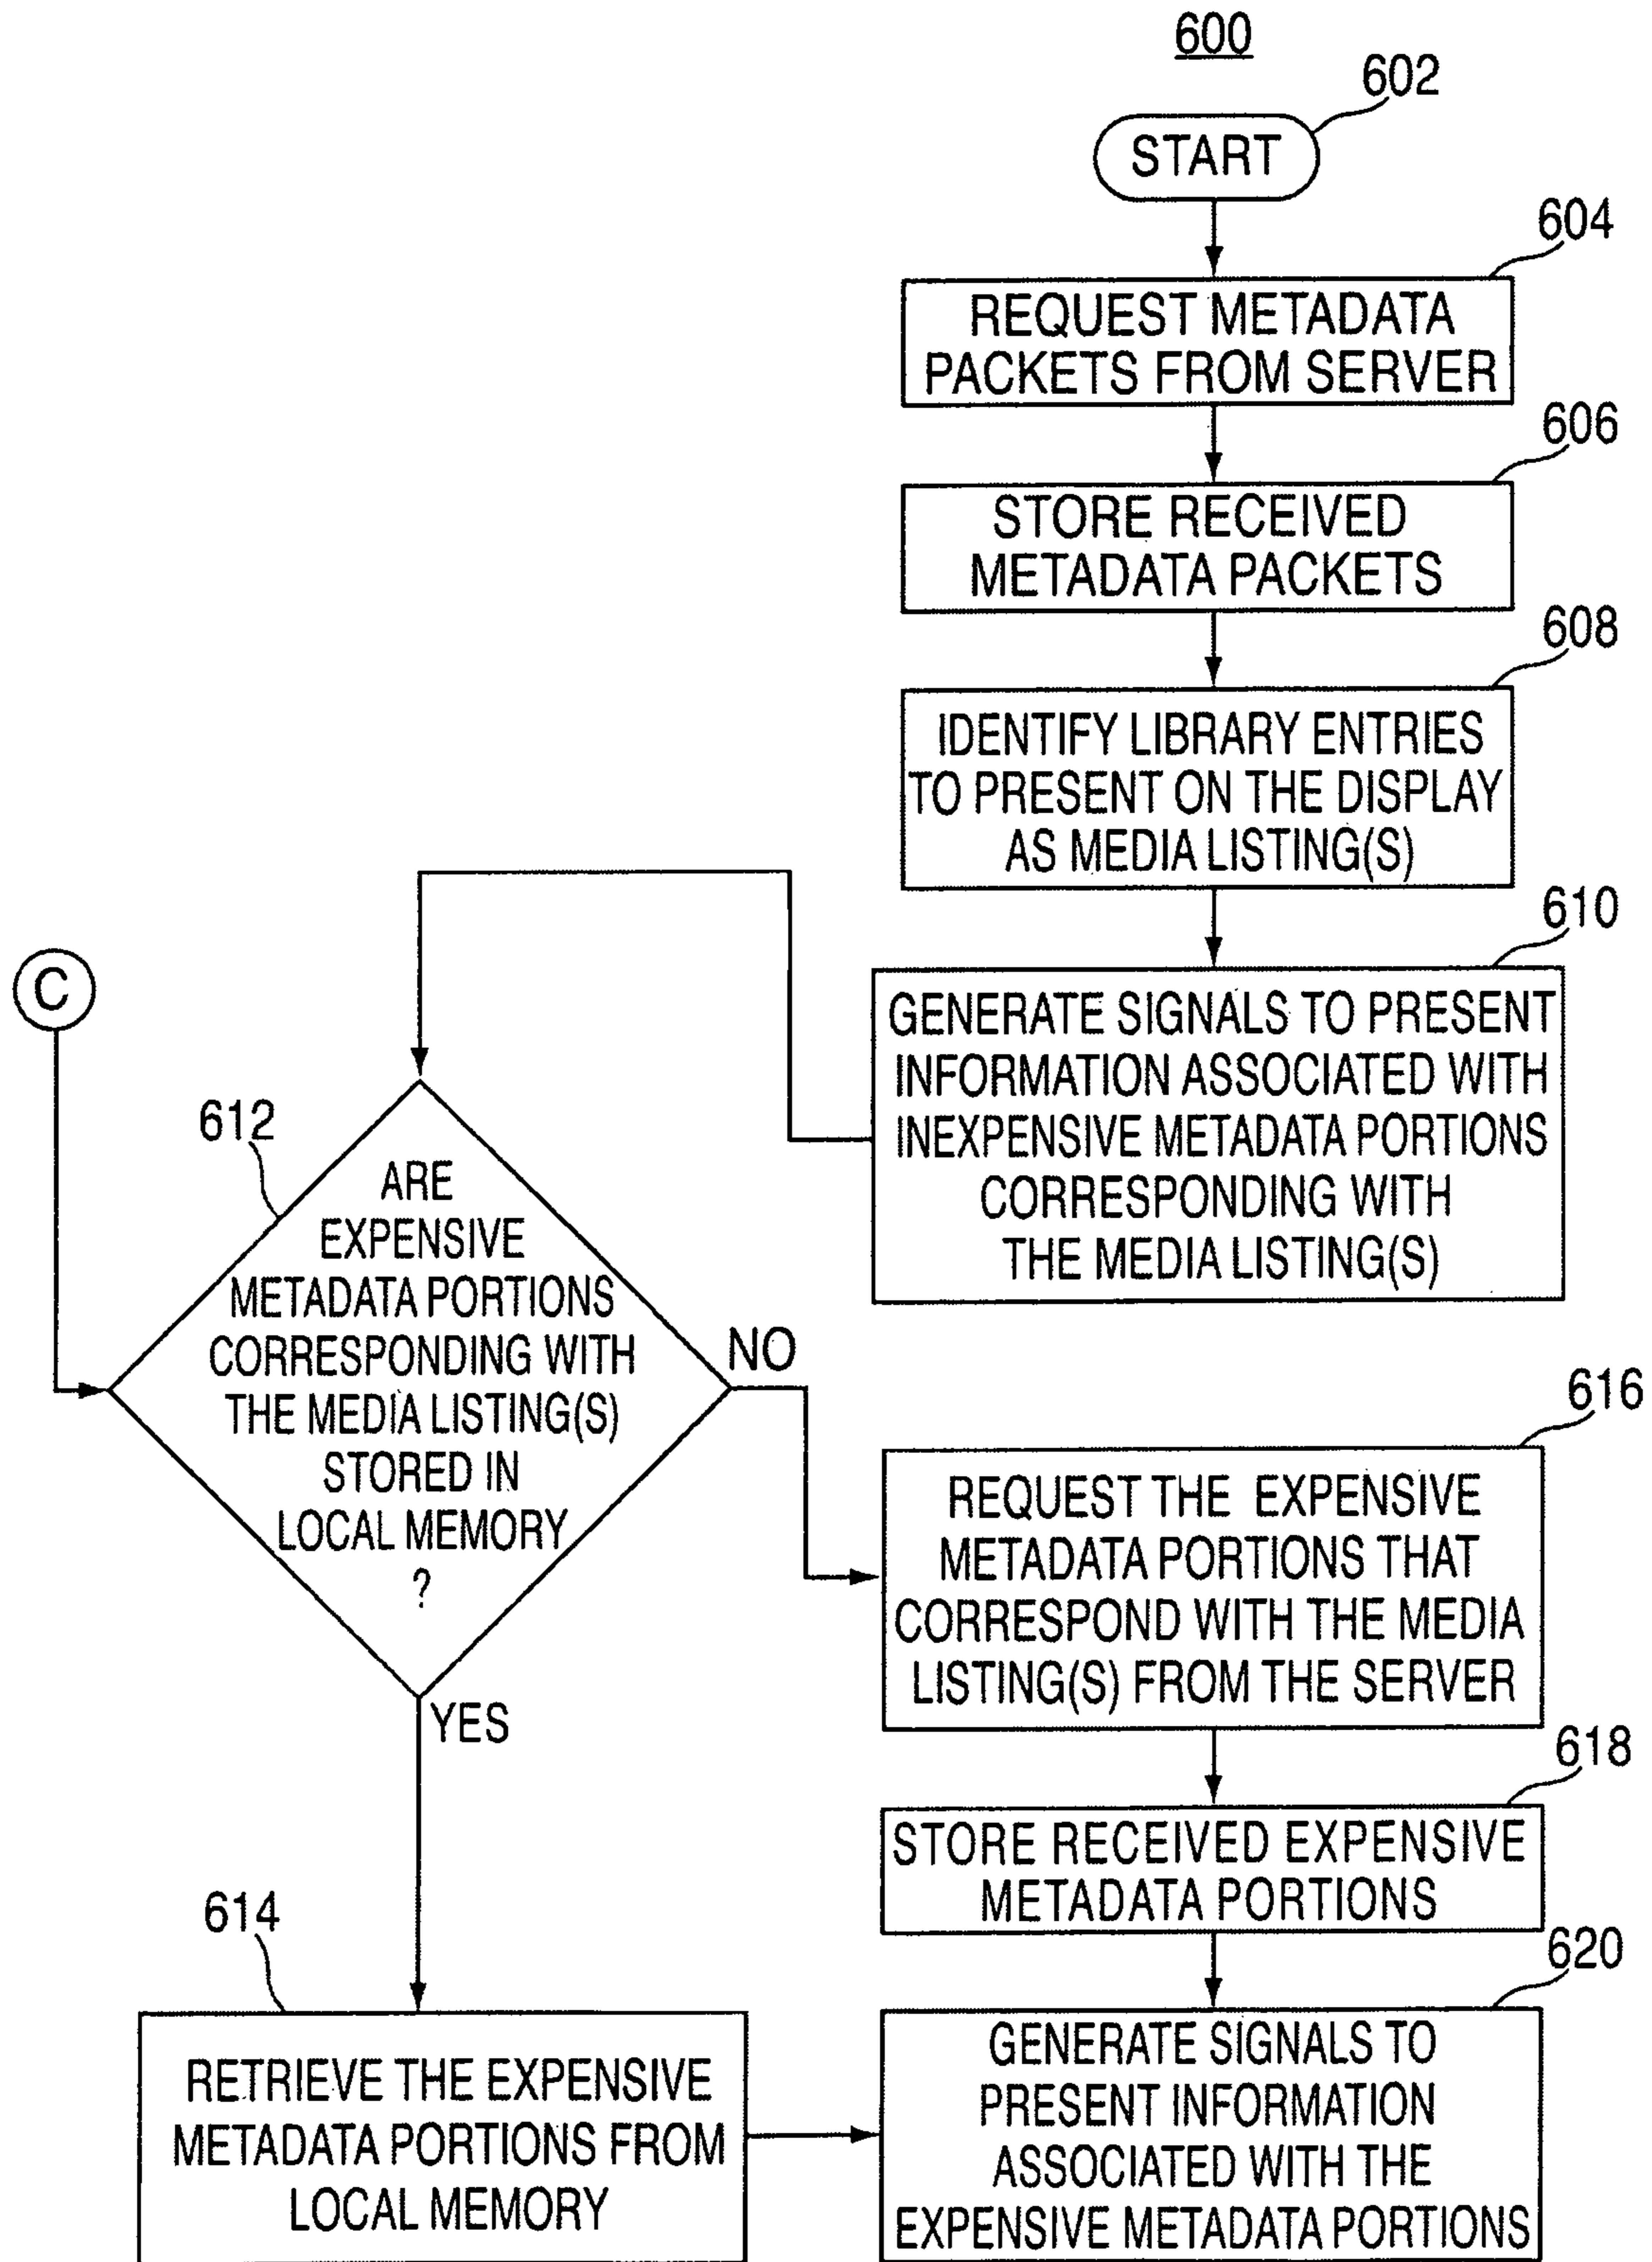 600
602
START
604
REQUEST METADATA
PACKETS FROM SERVER
606
STORE RECEIVED
METADATA PACKETS
608
IDENTIFY LIBRARY ENTRIES
TO PRESENT ON THE DISPLAY
AS MEDIA LISTING(S)
610
GENERATE SIGNALS TO PRESENT
INFORMATION ASSOCIATED WITH
INEXPENSIVE METADATA PORTIONS
CORRESPONDING WITH
THE MEDIA LISTING(S)
C
612
ARE
EXPENSIVE
METADATA PORTIONS
CORRESPONDING WITH
THE MEDIA LISTING(S)
STORED IN
LOCAL MEMORY
?
NO
YES
616
REQUEST THE EXPENSIVE
METADATA PORTIONS THAT
CORRESPOND WITH THE MEDIA
LISTING(S) FROM THE SERVER
618
STORE RECEIVED EXPENSIVE
METADATA PORTIONS
614
RETRIEVE THE EXPENSIVE
METADATA PORTIONS FROM
LOCAL MEMORY
620
GENERATE SIGNALS TO
PRESENT INFORMATION
ASSOCIATED WITH THE
EXPENSIVE METADATA PORTIONS